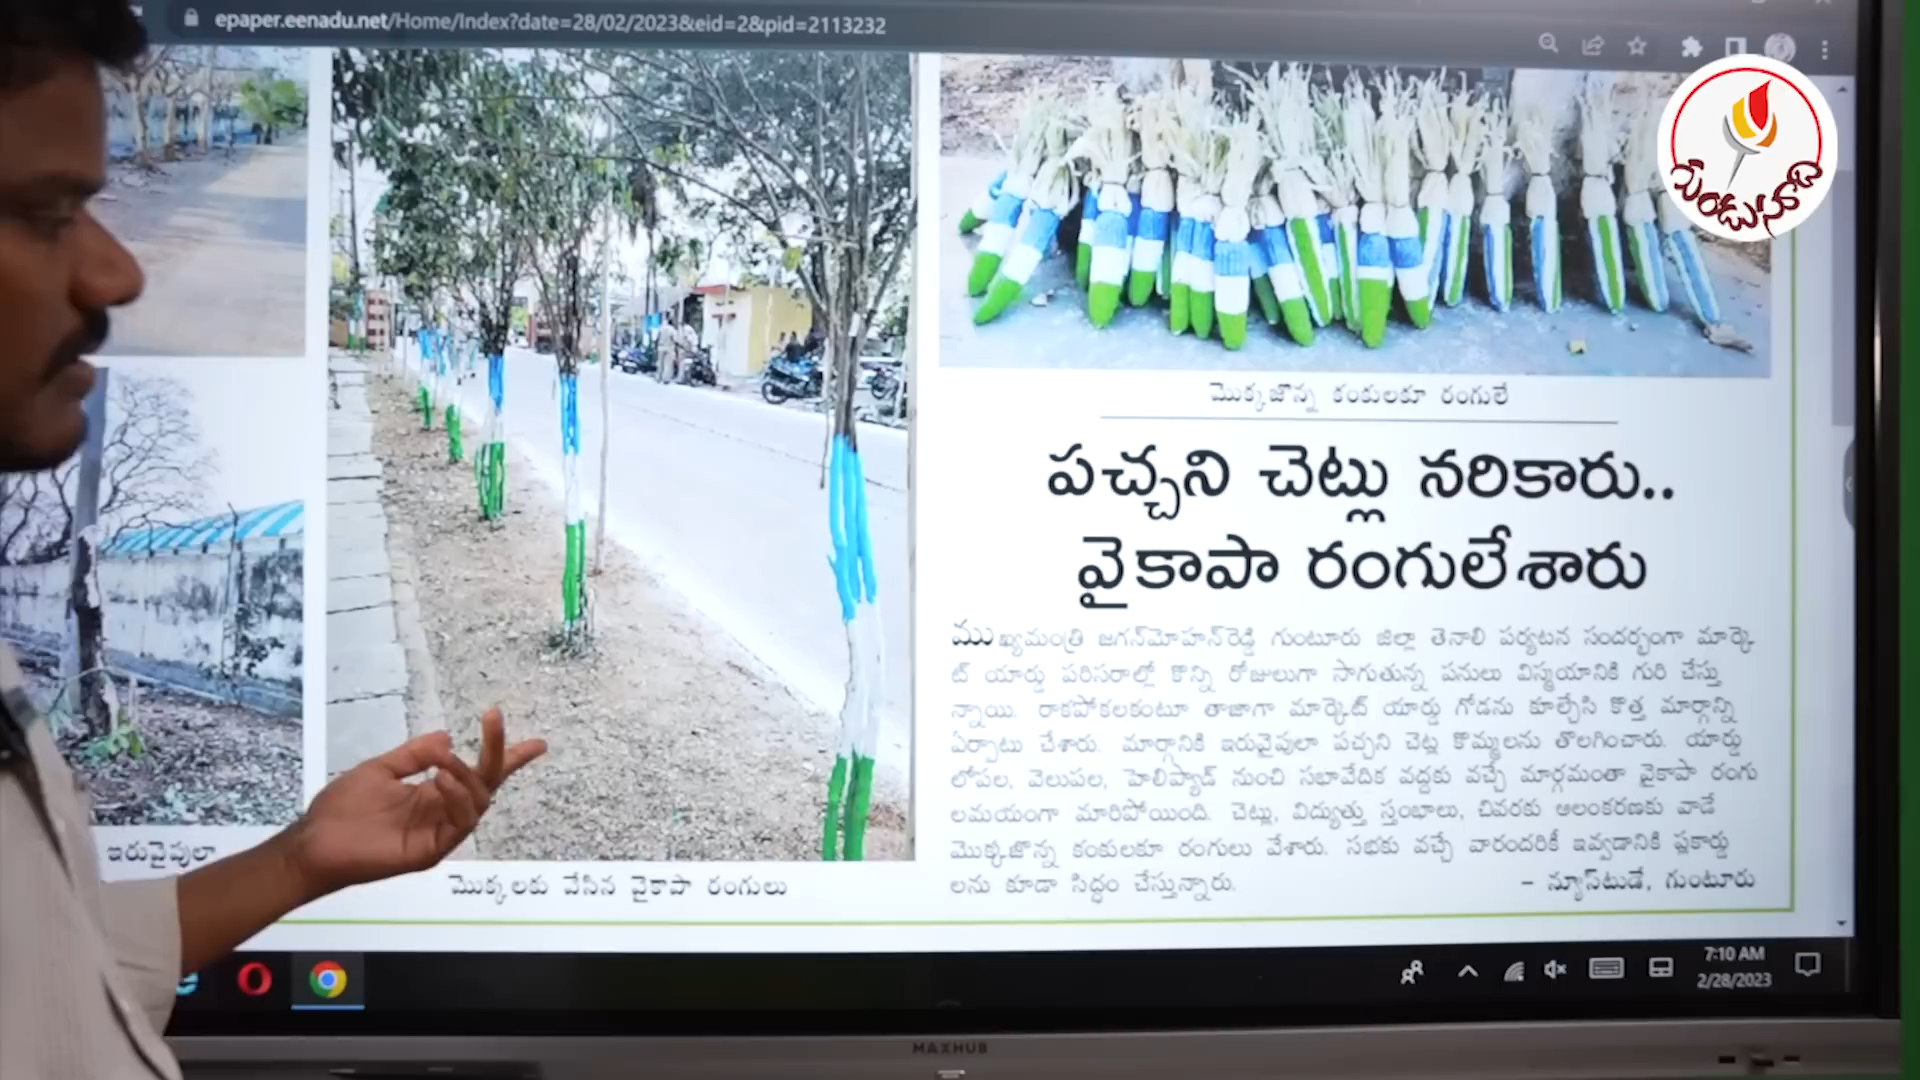 epaper.eenadu.net/Home/Index?date=28/02/2023&eid=2&pid=2113232
పెండుసూది
మొక్కజొన్న కంకులకూ రంగులే
పచ్చని చెట్లు నరికారు..
వైకాపా రంగులేశారు
ముఖ్యమంత్రి జగన్‌మోహన్‌రెడ్డి గుంటూరు జిల్లా తెనాలి పర్యటన సందర్భంగా మార్కె
ట్ యార్డు పరిసరాల్లో కొన్ని రోజులుగా సాగుతున్న పనులు విస్మయానికి గురి చేస్తు
న్నాయి. రాకపోకలకంటూ తాజాగా మార్కెట్ యార్డు గోడను కూల్చేసి కొత్త మార్గాన్ని
ఏర్పాటు చేశారు. మార్గానికి ఇరువైపులా పచ్చని చెట్ల కొమ్మలను తొలగించారు. యార్డు
లోపల, వెలుపల, హెలిప్యాడ్ నుంచి సభావేదిక వద్దకు వచ్చే మార్గమంతా వైకాపా రంగు
లమయంగా మారిపోయింది. చెట్లు, విద్యుత్తు స్తంభాలు, చివరకు అలంకరణకు వాడే
మొక్కజొన్న కంకులకూ రంగులు వేశారు. సభకు వచ్చే వారందరికీ ఇవ్వడానికి ప్లకార్డు
లను కూడా సిద్ధం చేస్తున్నారు.
– న్యూస్‌టుడే, గుంటూరు
ఇరువైపులా
మొక్కలకు వేసిన వైకాపా రంగులు
7:10 AM
2/28/2023
MAXHUB